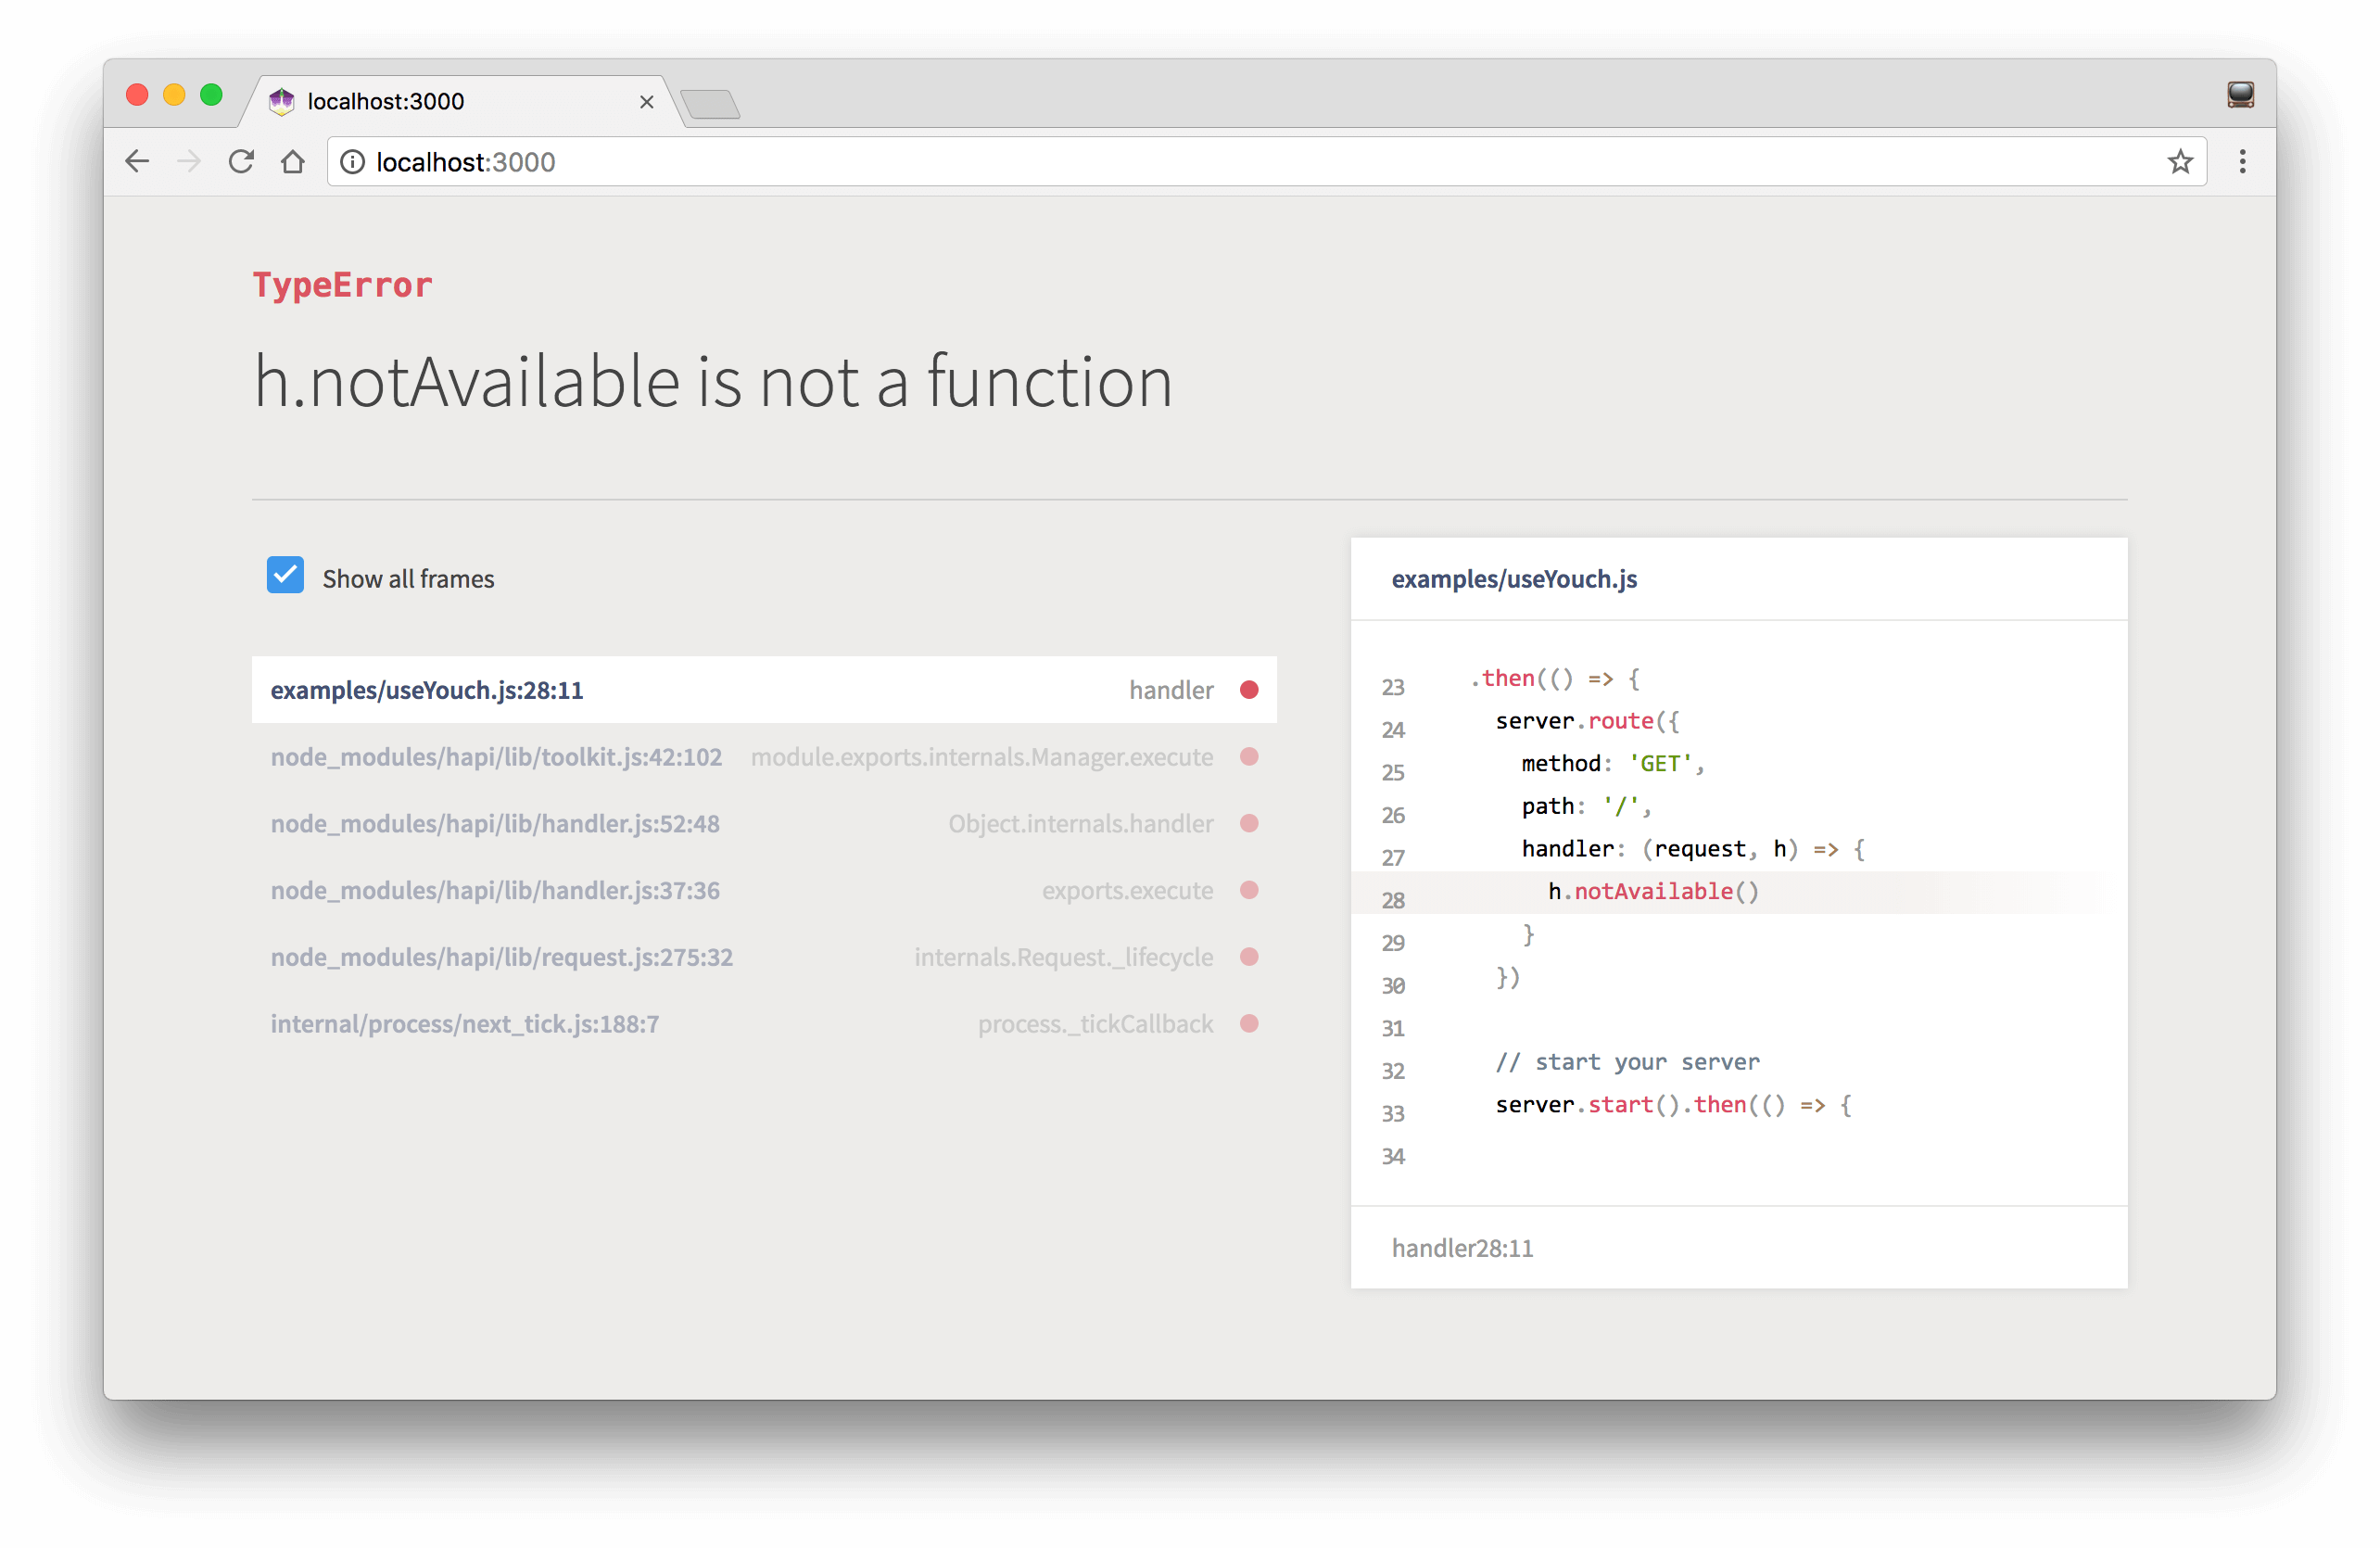 localhost:3000
localhost:3000
TypeError
h.notAvailable is not a function
Show all frames
examples/useYouch.js:28:11 handler
node_modules/hapi/lib/toolkit.js:42:102 module.exports.internals.Manager.execute
node_modules/hapi/lib/handler.js:52:48 Object.internals.handler
node_modules/hapi/lib/handler.js:37:36 exports.execute
node_modules/hapi/lib/request.js:275:32 internals.Request._lifecycle
internal/process/next_tick.js:188:7 process._tickCallback
examples/useYouch.js
23 .then(() => {
24 server.route({
25 method: 'GET',
26 path: '/',
27 handler: (request, h) => {
28 h.notAvailable()
29 }
30 })
31
32 // start your server
33 server.start().then(() => {
34
handler28:11